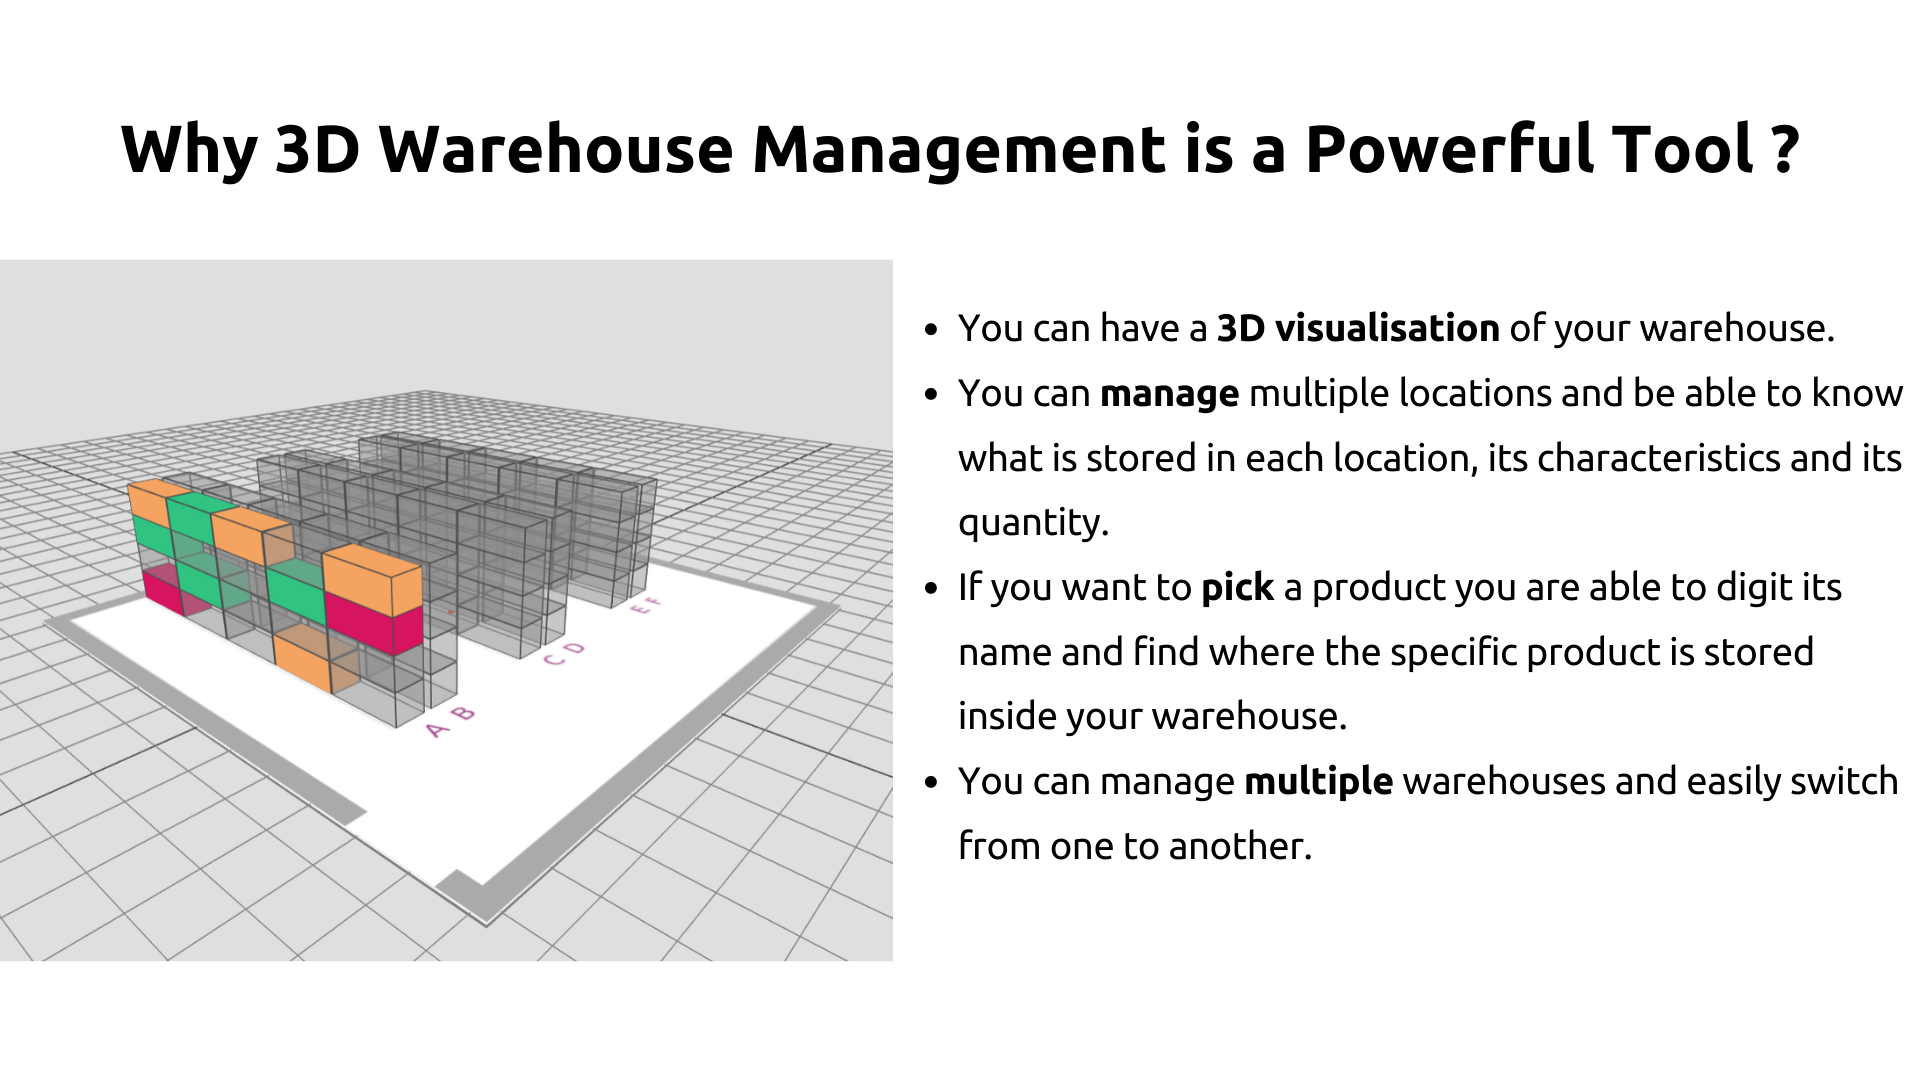 Why 3D Warehouse Management is a Powerful Tool ?
• You can have a 3D visualisation of your warehouse.
• You can manage multiple locations and be able to know
what is stored in each location, its characteristics and its
quantity.
• If you want to pick a product you are able to digit its
name and find where the specific product is stored
inside your warehouse.
• You can manage multiple warehouses and easily switch
from one to another.
A B
C D
E F